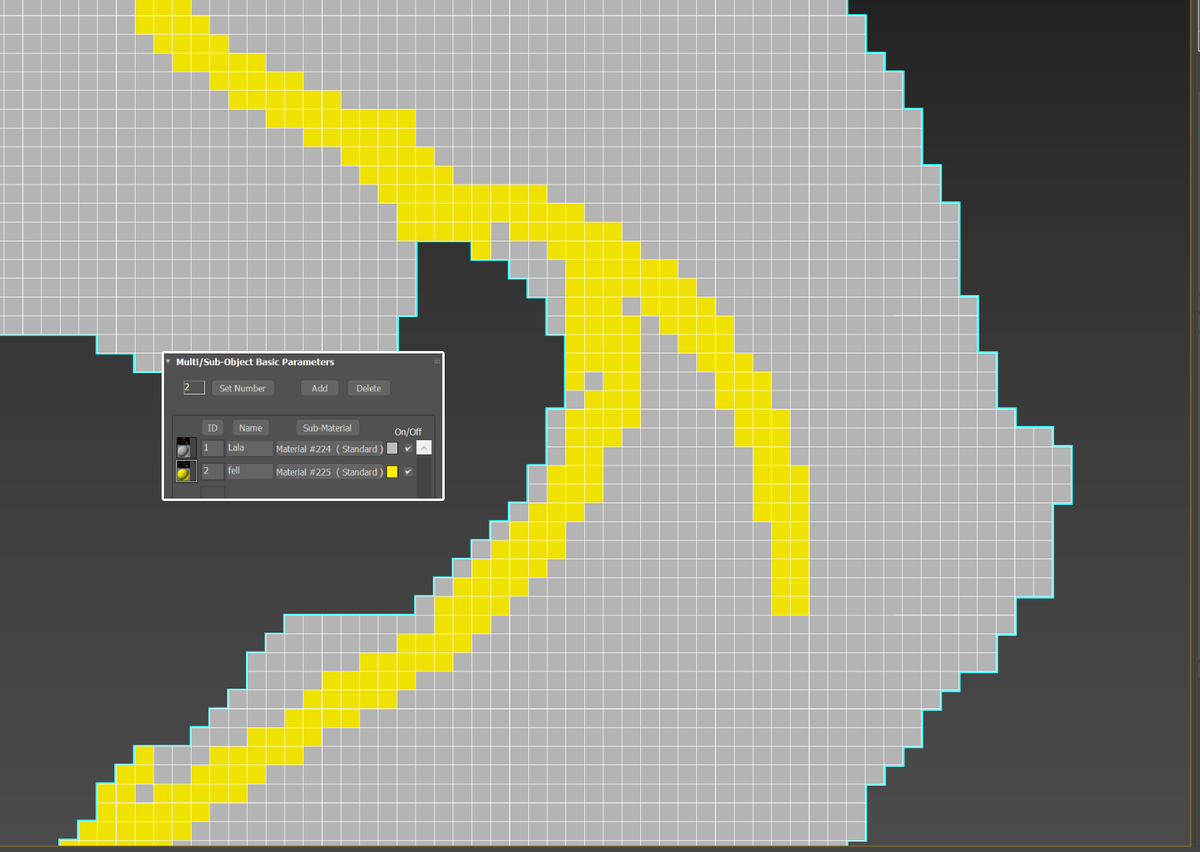 Multi/Sub-Object Basic Parameters
2 Set Number Add Delete
ID Name Sub-Material On/Off
1 Lala Material #224 ( Standard )
2 fell Material #225 ( Standard )